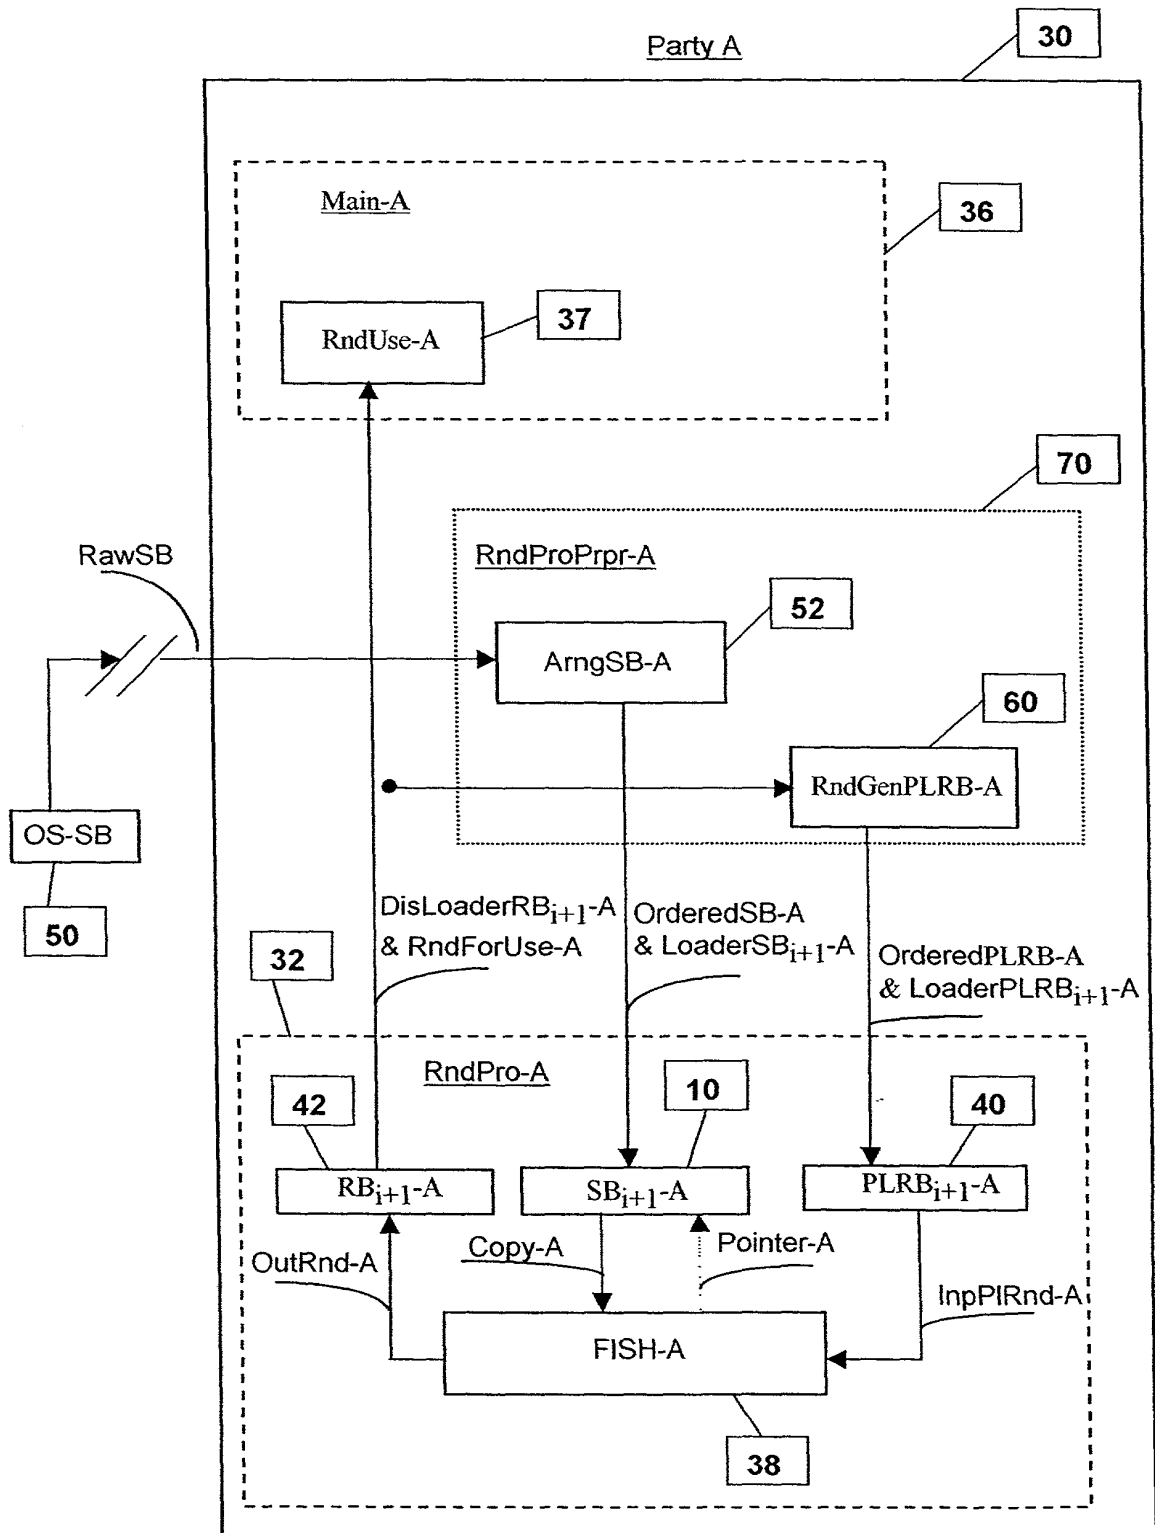 Party A
30
Main-A
36
RndUse-A
37
70
RndProPrpr-A
RawSB
52
ArngSB-A
60
RndGenPLRB-A
OS-SB
50
DisLoaderRBi+1-A
& RndForUse-A
OrderedSB-A
& LoaderSBi+1-A
OrderedPLRB-A
& LoaderPLRBi+1-A
32
RndPro-A
42
10
40
RBi+1-A
SBi+1-A
PLRBi+1-A
OutRnd-A
Copy-A
Pointer-A
InpPlRnd-A
FISH-A
38